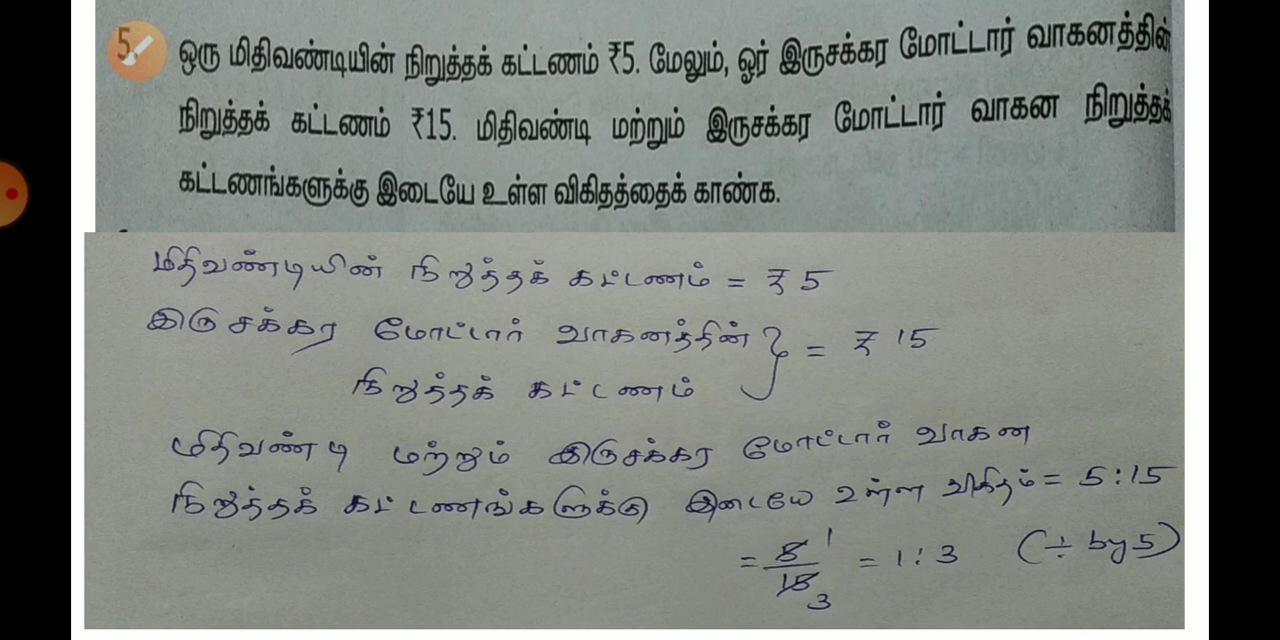 5. ஒரு மிதிவண்டியின் நிறுத்தக் கட்டணம் ₹5. மேலும், ஓர் இருசக்கர மோட்டார் வாகனத்தின்
நிறுத்தக் கட்டணம் ₹15. மிதிவண்டி மற்றும் இருசக்கர மோட்டார் வாகன நிறுத்தக்
கட்டணங்களுக்கு இடையே உள்ள விகிதத்தைக் காண்க.
மிதிவண்டியின் நிறுத்தக் கட்டணம் = ₹ 5
இருசக்கர மோட்டார் வாகனத்தின் } = ₹ 15
நிறுத்தக் கட்டணம்
மிதிவண்டி மற்றும் இருசக்கர மோட்டார் வாகன
நிறுத்தக் கட்டணங்களுக்கு இடையே உள்ள விகிதம் = 5:15
= 5/15 1/3 = 1:3 (÷ by 5)